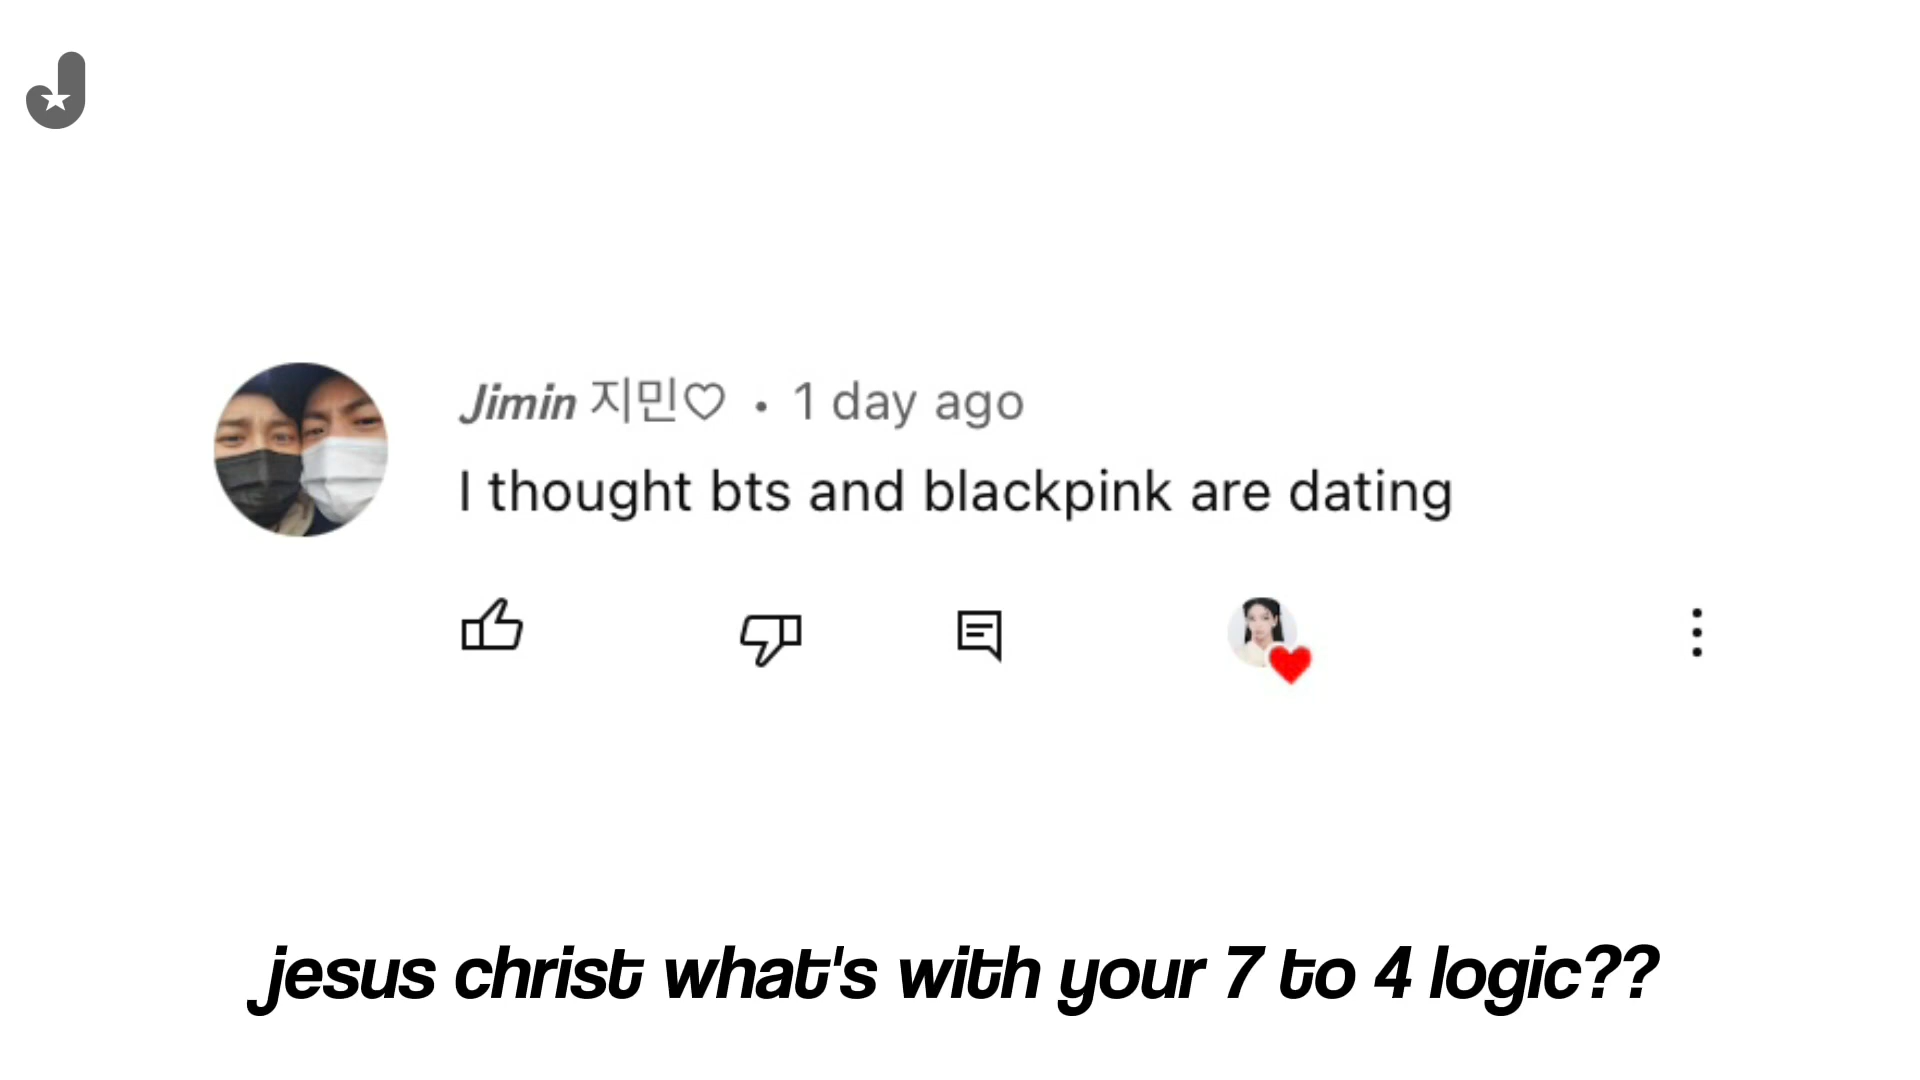 J
Jimin 지민♡ • 1 day ago
I thought bts and blackpink are dating
jesus christ what's with your 7 to 4 logic??